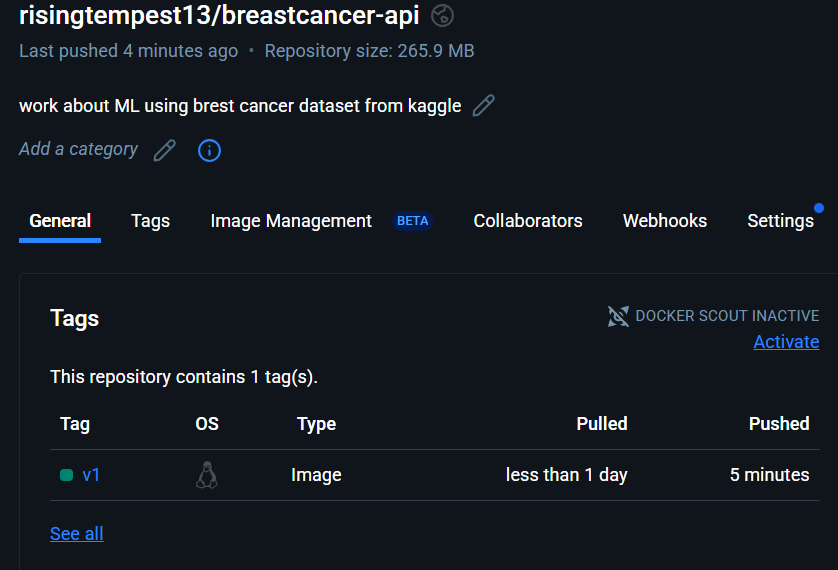 risingtempest13/breastcancer-api
Last pushed 4 minutes ago • Repository size: 265.9 MB
work about ML using brest cancer dataset from kaggle
Add a category
General Tags Image Management BETA Collaborators Webhooks Settings
Tags
DOCKER SCOUT INACTIVE
Activate
This repository contains 1 tag(s).
Tag OS Type Pulled Pushed
v1 Image less than 1 day 5 minutes
See all